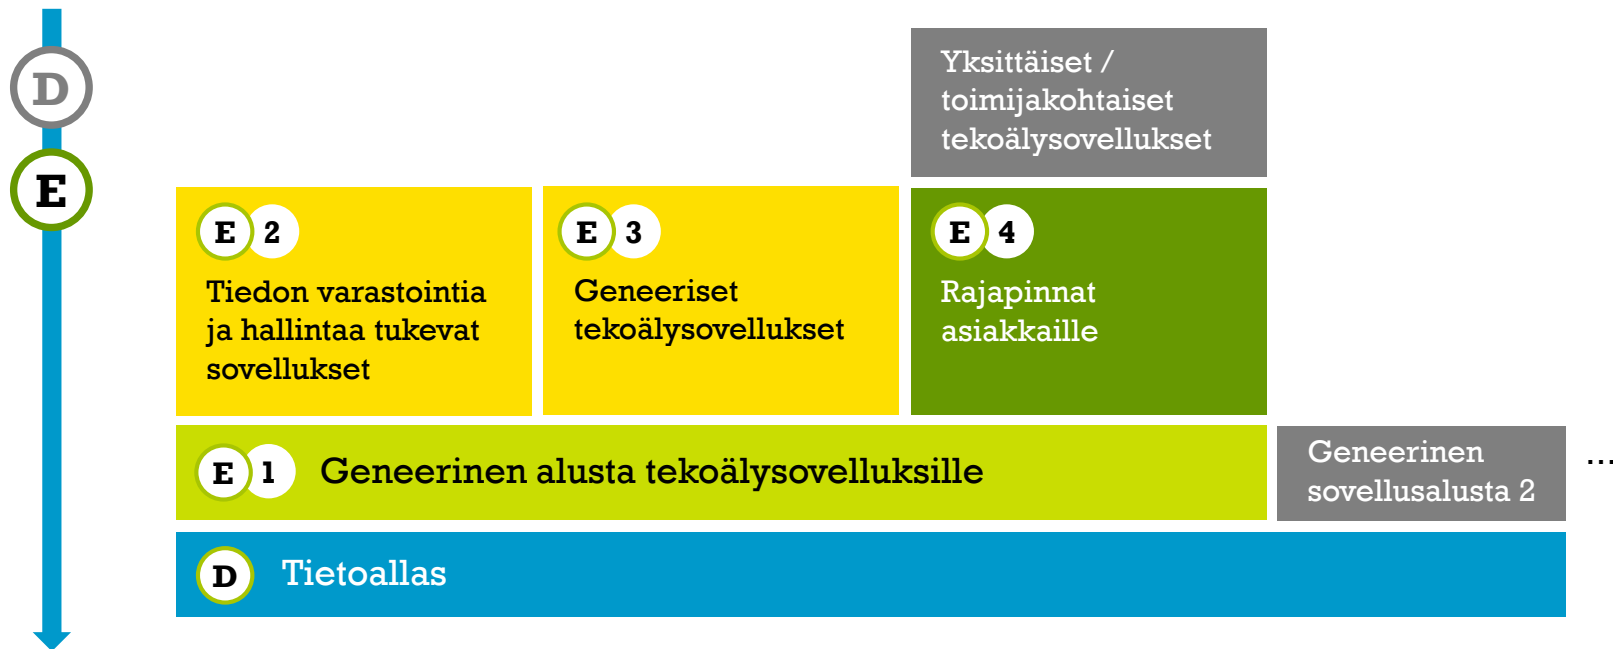 D
E
Yksittäiset /
toimijakohtaiset
tekoälysovellukset
E 2
Tiedon varastointia
ja hallintaa tukevat
sovellukset
E 3
Geneeriset
tekoälysovellukset
E 4
Rajapinnat
asiakkaille
E 1 Geneerinen alusta tekoälysovelluksille
Geneerinen
sovellusalusta 2
...
D Tietoallas